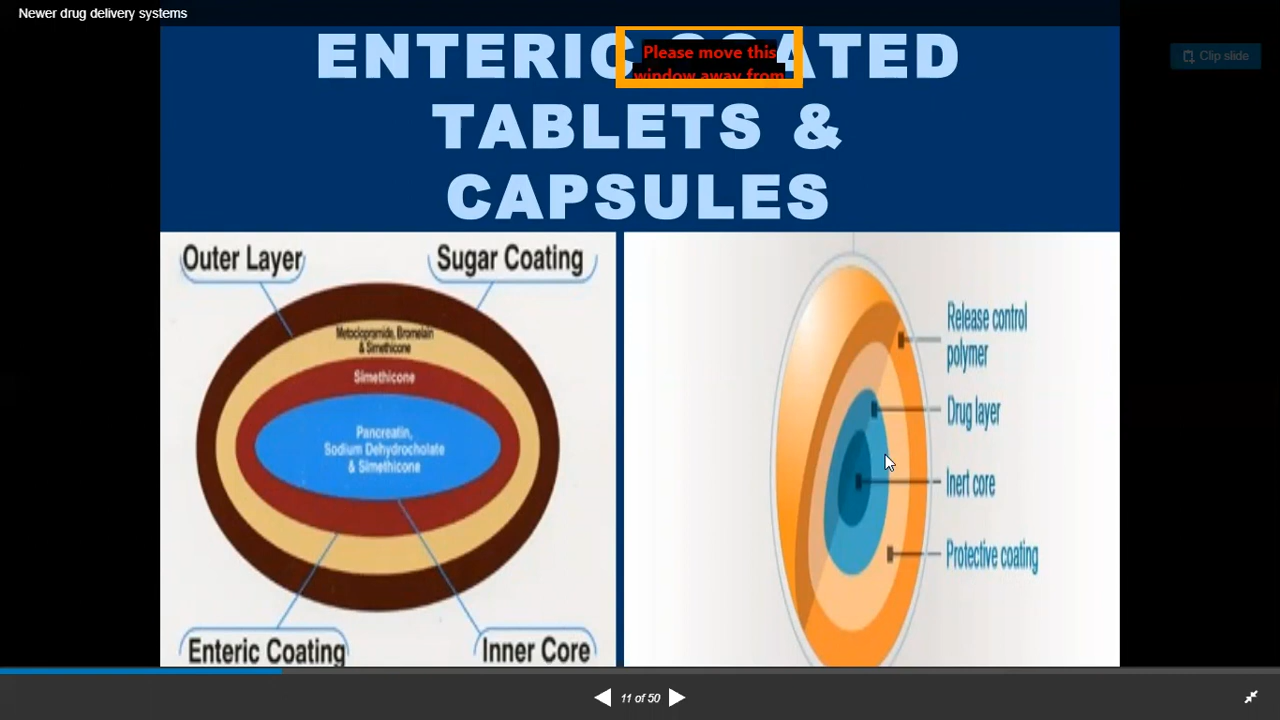 Newer drug delivery systems
ENTERIC COATED
Please move this
window away from
Clip slide
TABLETS &
CAPSULES
Outer Layer
Sugar Coating
Metoclopramide, Bromelain
& Simethicone
Simethicone
Pancreatin,
Sodium Dehydrocholate
& Simethicone
Enteric Coating
Inner Core
Release control
polymer
Drug layer
Inert core
Protective coating
11 of 50